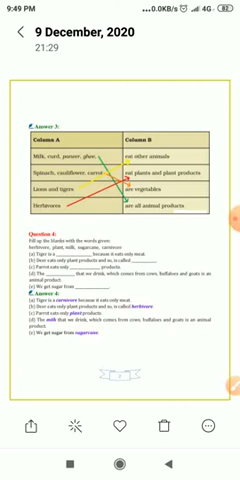 9:49 PM
...0.0KB/s 4G 82
9 December, 2020
21:29
Answer 3:
Column A Column B
Milk, curd, paneer, ghee, eat other animals
Spinach, cauliflower, carrot eat plants and plant products
Lions and tigers are vegetables
Herbivores are all animal products
Question 4:
Fill up the blanks with the words given:
herbivore, plant, milk, sugarcane, carnivore
(a) Tiger is a _______________ because it eats only meat.
(b) Deer eats only plant products and so, is called __________.
(c) Parrot eats only ____________ products.
(d) The ____________ that we drink, which comes from cows, buffaloes and goats is an
animal product.
(e) We get sugar from ______________.
Answer 4:
(a) Tiger is a carnivore because it eats only meat.
(b) Deer eats only plant products and so, is called herbivore.
(c) Parrot eats only plant products.
(d) The milk that we drink, which comes from cows, buffaloes and goats is an animal
product.
(e) We get sugar from sugarcane.
2